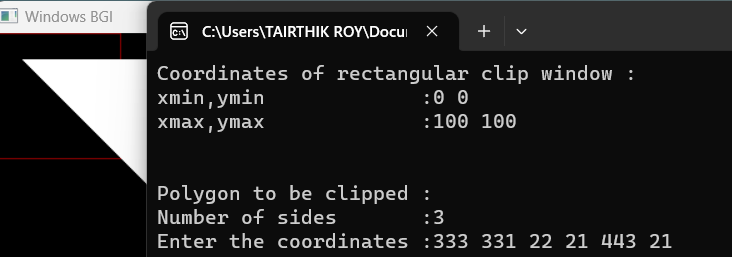 Windows BGI
C:\Users\TAIRTHIK ROY\Docu
Coordinates of rectangular clip window :
xmin,ymin :0 0
xmax,ymax :100 100
Polygon to be clipped :
Number of sides :3
Enter the coordinates :333 331 22 21 443 21